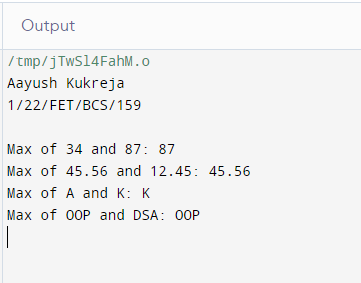 Output
/tmp/jTwSl4FahM.o
Aayush Kukreja
1/22/FET/BCS/159
Max of 34 and 87: 87
Max of 45.56 and 12.45: 45.56
Max of A and K: K
Max of OOP and DSA: OOP